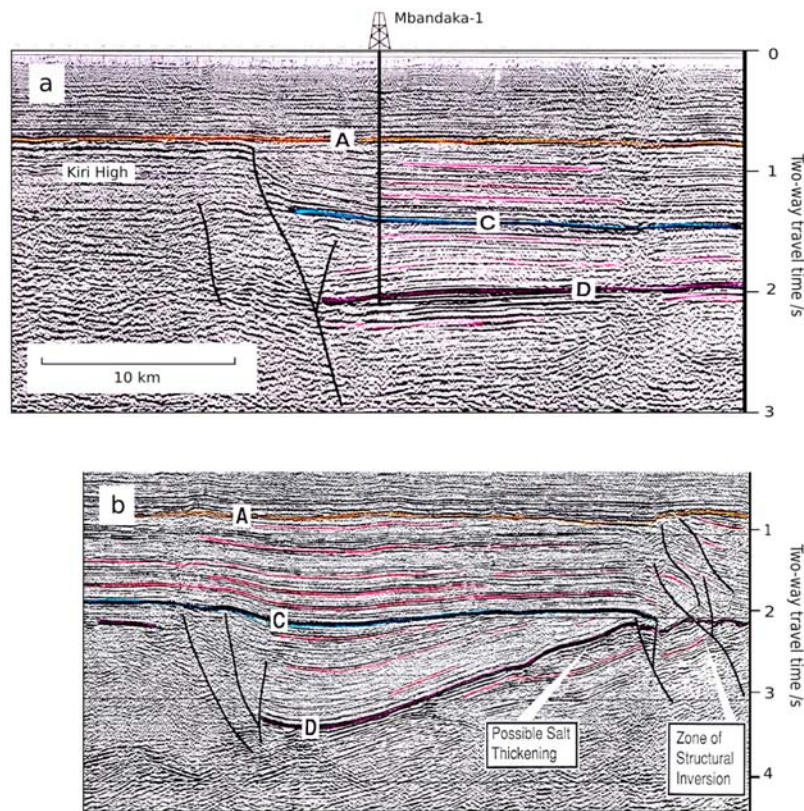 Mbandaka-1
a
0
A
Kiri High
1
C
2
D
10 km
3
Two-way travel time /s
b
A
1
C
2
3
D
Possible Salt
Thickening
Zone of
Structural
Inversion
4
Two-way travel time /s